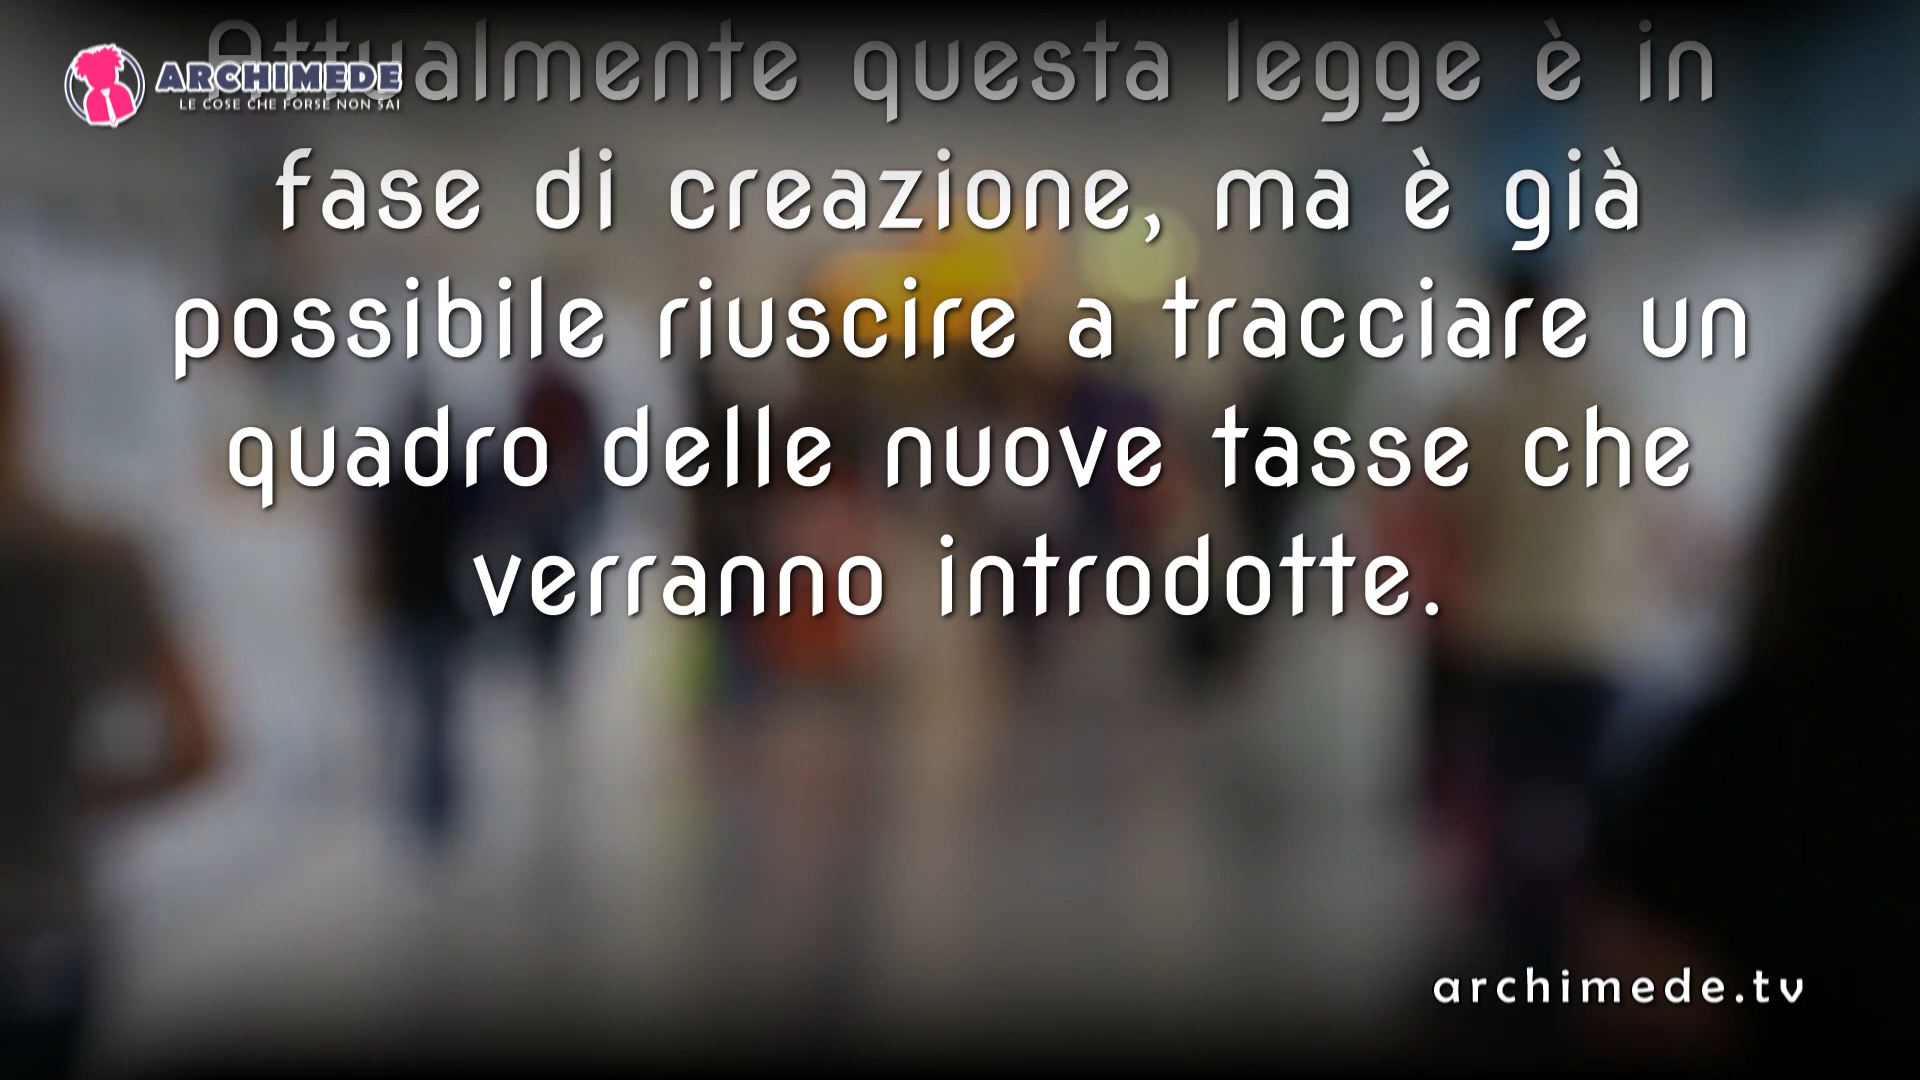 Attualmente questa legge è in
ARCHIMEDE
LE COSE CHE FORSE NON SAI
fase di creazione, ma è già
possibile riuscire a tracciare un
quadro delle nuove tasse che
verranno introdotte.
archimede.tv